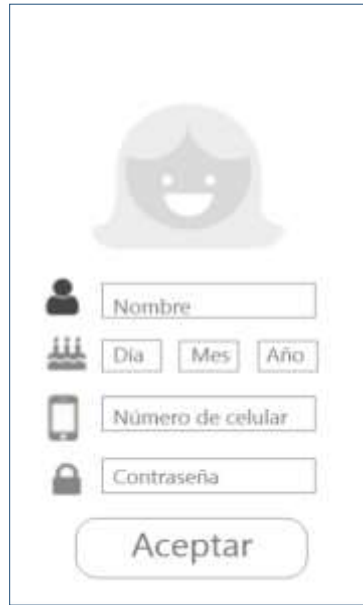 Nombre
Día Mes Año
Número de celular
Contraseña
Aceptar